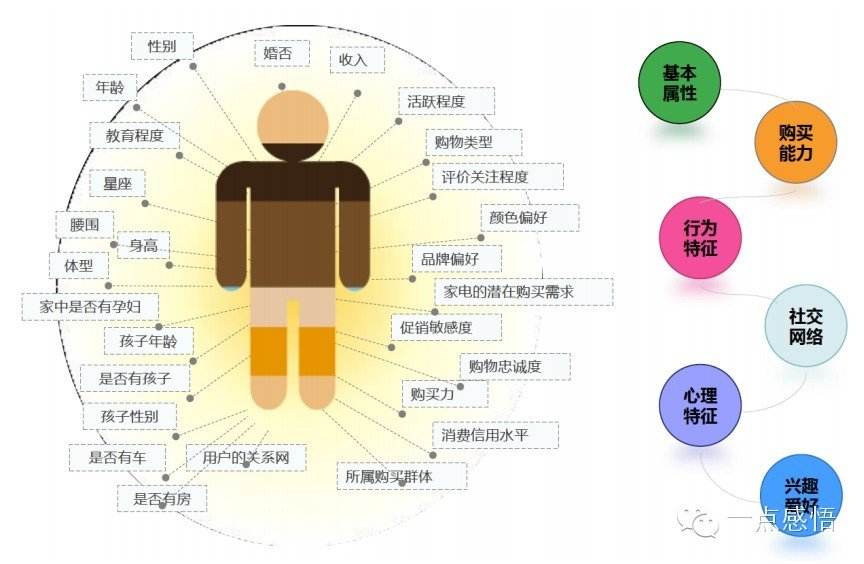 性别
婚否
收入
年龄
活跃程度
教育程度
购物类型
星座
评价关注程度
腰围
颜色偏好
身高
体型
品牌偏好
家中是否有孕妇
家电的潜在购买需求
孩子年龄
促销敏感度
是否有孩子
购物忠诚度
孩子性别
购买力
是否有车
用户的关系网
消费信用水平
是否有房
所属购买群体
基本
属性
购买
能力
行为
特征
社交
网络
心理
特征
兴趣
爱好
一点感悟